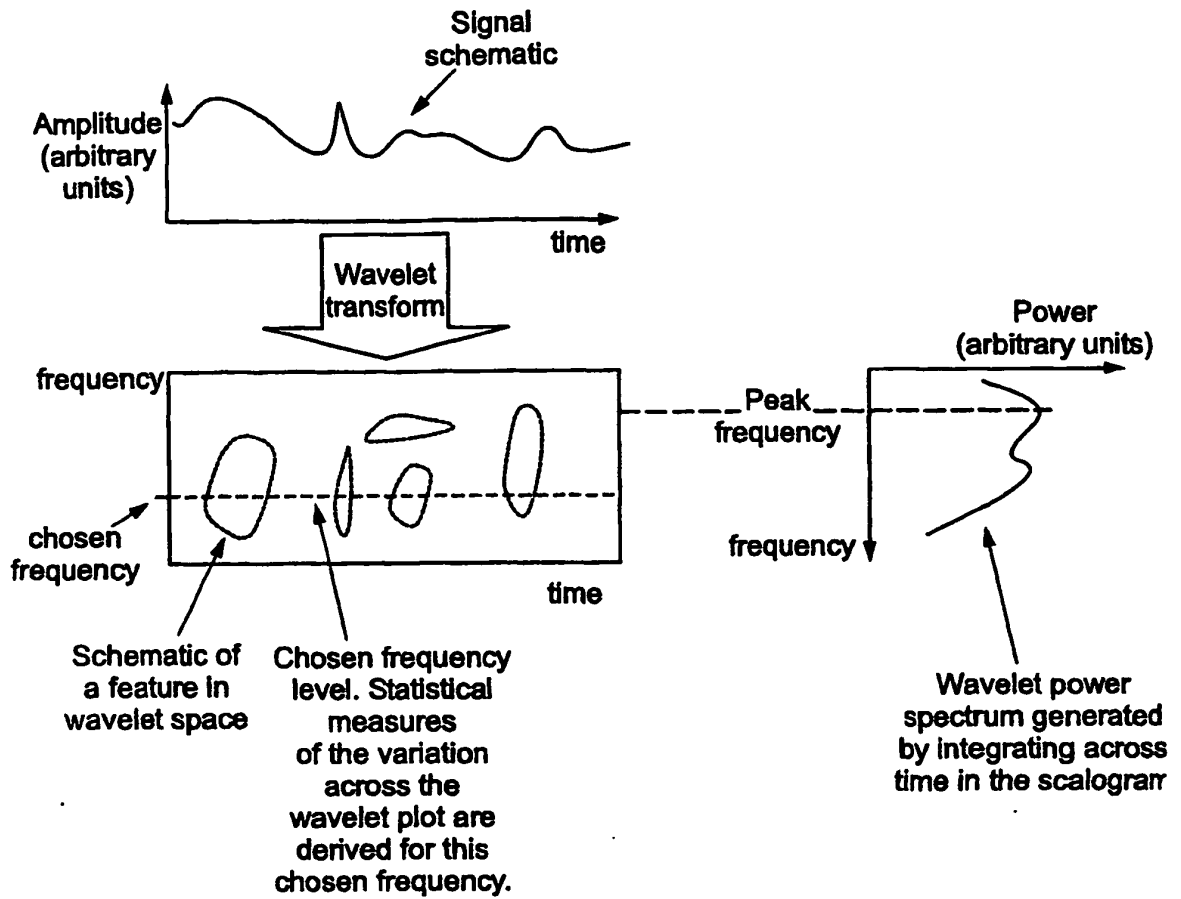 Signal
schematic
Amplitude
(arbitrary
units)
time
Wavelet
transform
Power
(arbitrary units)
frequency
Peak
frequency
chosen
frequency
frequency
time
Schematic of
a feature in
wavelet space
Chosen frequency
level. Statistical
measures
of the variation
across the
wavelet plot are
derived for this
chosen frequency.
Wavelet power
spectrum generated
by integrating across
time in the scalogram